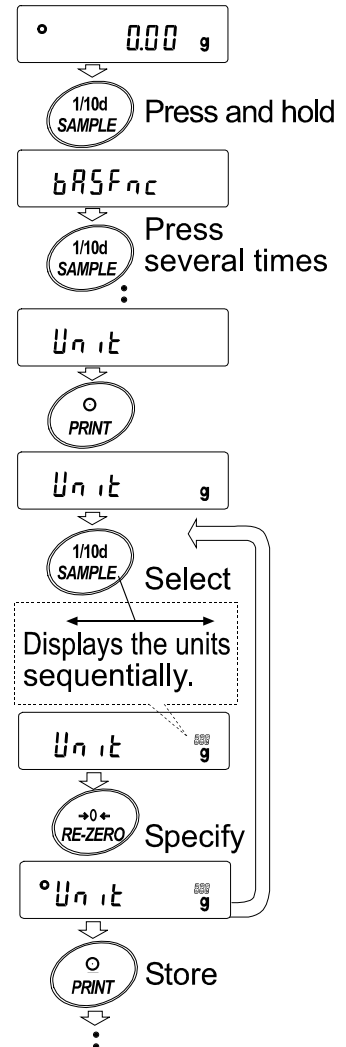 0.00 g
1/10d
SAMPLE
Press and hold
bASFnc
1/10d
SAMPLE
Press
several times
Unit
PRINT
Unit g
1/10d
SAMPLE
Select
Displays the units
sequentially.
Unit g
→0←
RE-ZERO
Specify
Unit g
PRINT
Store